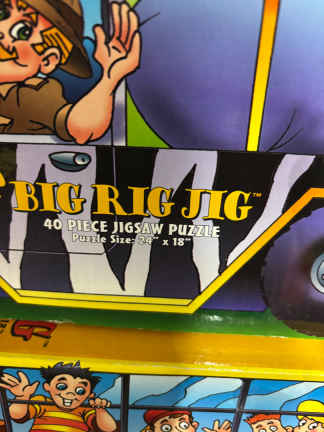 BIG RIG JIG™
40 PIECE JIGSAW PUZZLE
Puzzle Size: 24" x 18"